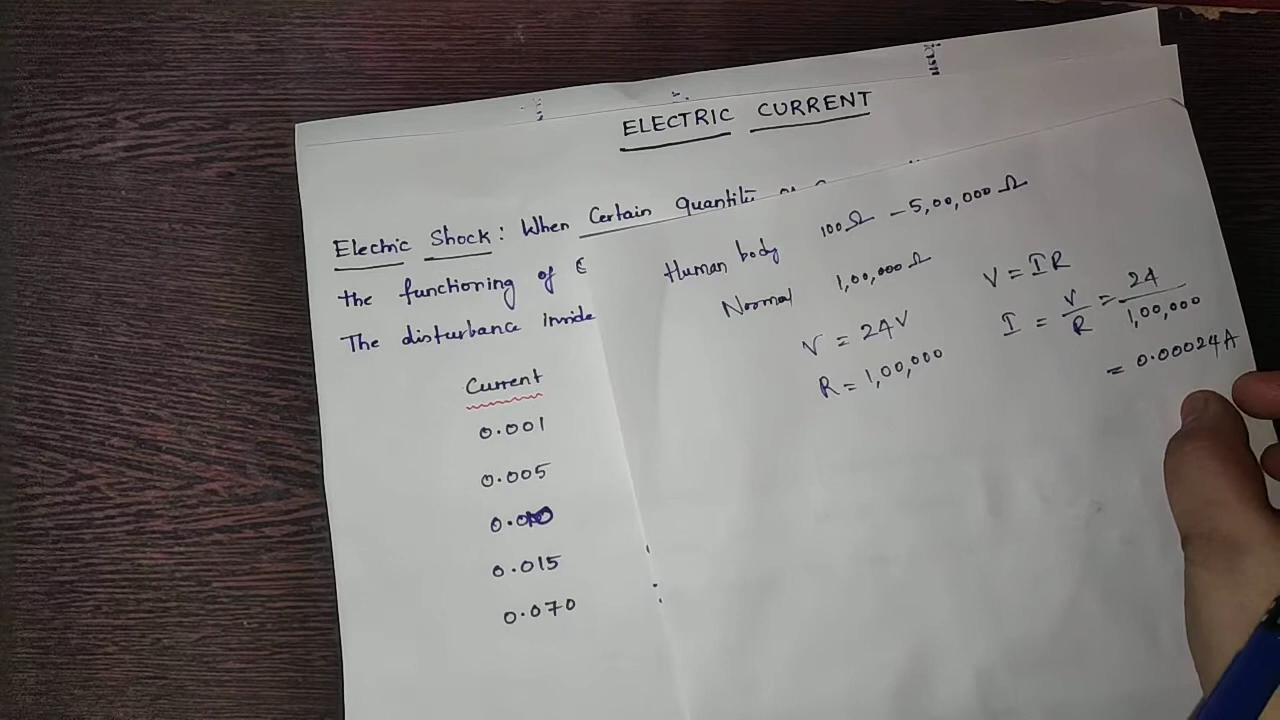 ELECTRIC CURRENT
Electric Shock: When Certain quantit
the functioning of
The disturbance inside
Current
0.001
0.005
0.015
0.070
Human body 100Ω - 5,00,000 Ω
Normal 1,00,000 Ω
V = 24V
R = 1,00,000
V = IR
I = V/R = 24/1,00,000
= 0.00024A